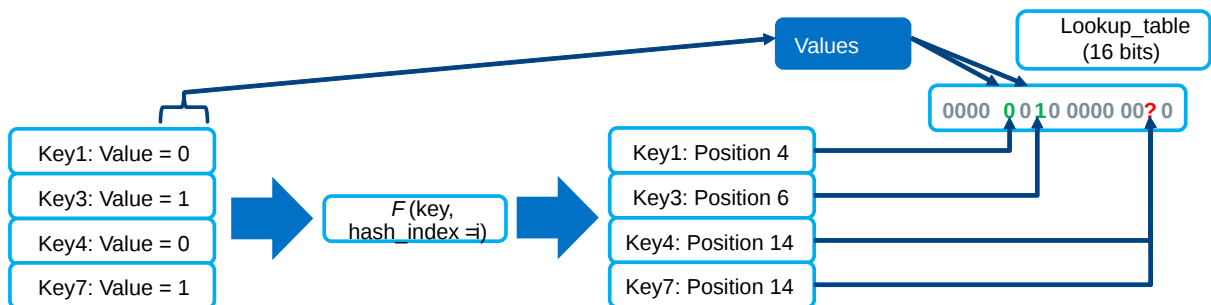 Values
Lookup_table
(16 bits)
0000 0 0 1 0 0000 00? 0
Key1: Value = 0
Key3: Value = 1
Key4: Value = 0
Key7: Value = 1
F (key,
hash_index =i)
Key1: Position 4
Key3: Position 6
Key4: Position 14
Key7: Position 14